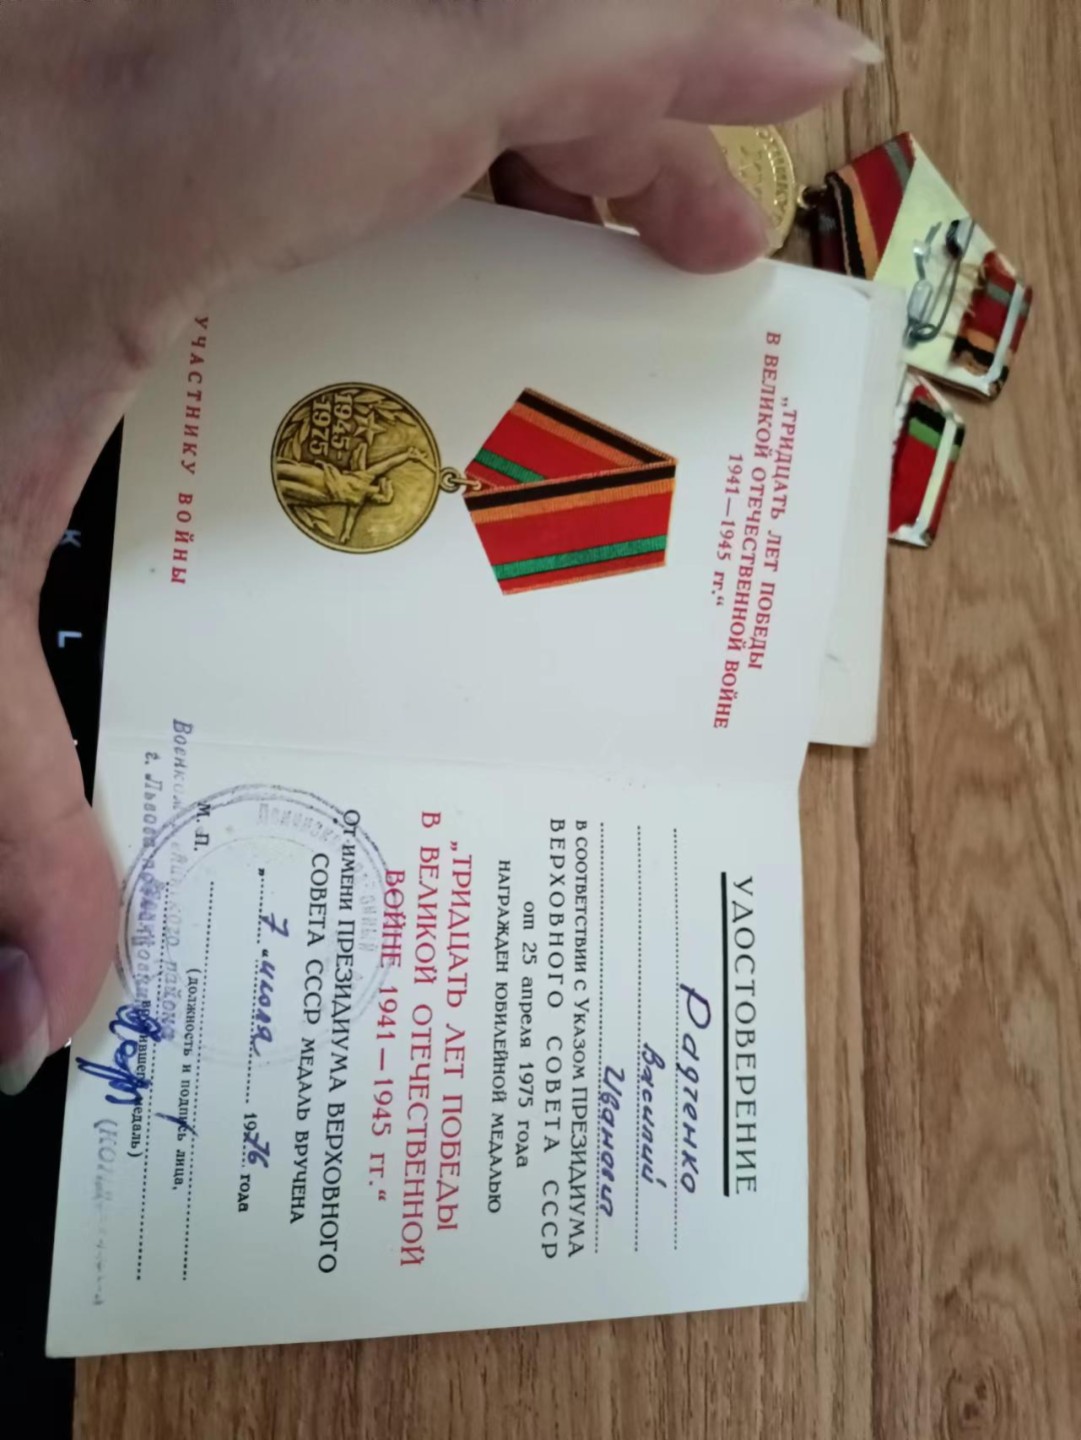 „ТРИДЦАТЬ ЛЕТ ПОБЕДЫ
В ВЕЛИКОЙ ОТЕЧЕСТВЕННОЙ ВОЙНЕ
1941—1945 гг.“
1945-
1975
УЧАСТНИКУ ВОЙНЫ
УДОСТОВЕРЕНИЕ
Радченко
Василий
Иванович
В СООТВЕТСТВИИ С УКАЗОМ ПРЕЗИДИУМА
ВЕРХОВНОГО СОВЕТА СССР
от 25 апреля 1975 года
НАГРАЖДЕН ЮБИЛЕЙНОЙ МЕДАЛЬЮ
„ТРИДЦАТЬ ЛЕТ ПОБЕДЫ
В ВЕЛИКОЙ ОТЕЧЕСТВЕННОЙ
ВОЙНЕ 1941—1945 гг.“
От имени ПРЕЗИДИУМА ВЕРХОВНОГО
СОВЕТА СССР МЕДАЛЬ ВРУЧЕНА
„ 7 “ июля 1976 года
М. П.
(должность и подпись лица,
района
вручившего медаль)
г. Львова
K
L